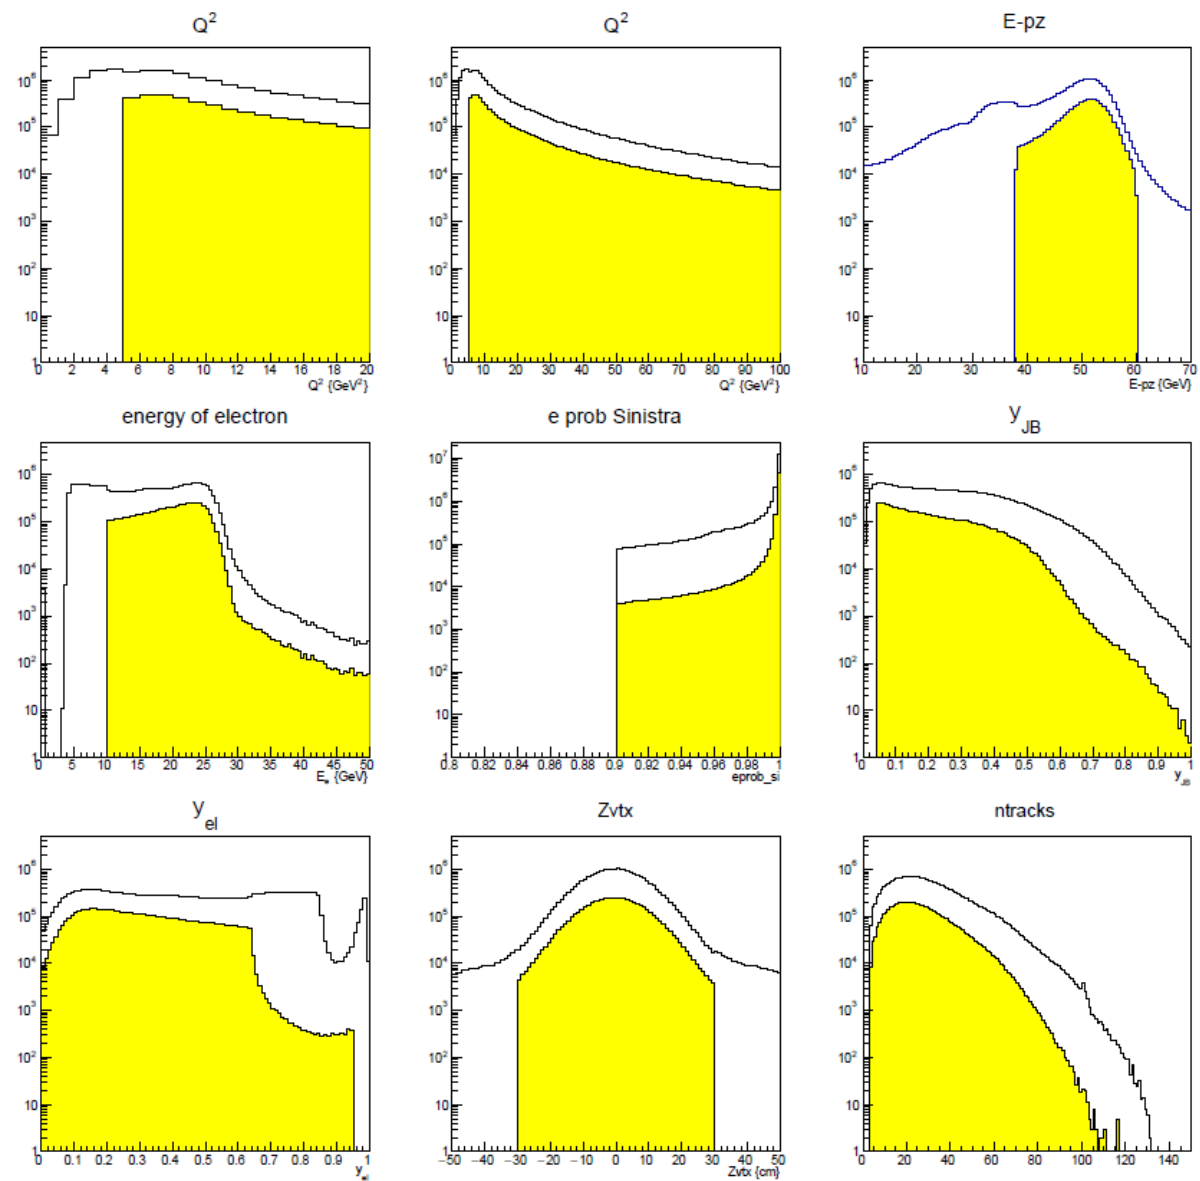 Q²
10⁶
10⁵
10⁴
10³
10²
10
1
0 2 4 6 8 10 12 14 16 18 20
Q² {GeV²}
Q²
10⁶
10⁵
10⁴
10³
10²
10
1
0 10 20 30 40 50 60 70 80 90 100
Q² {GeV²}
E-pz
10⁶
10⁵
10⁴
10³
10²
10
1
10 20 30 40 50 60 70
E-pz {GeV}
energy of electron
10⁶
10⁵
10⁴
10³
10²
10
1
0 5 10 15 20 25 30 35 40 45 50
Eₑ {GeV}
e prob Sinistra
10⁷
10⁶
10⁵
10⁴
10³
10²
10
1
0.8 0.82 0.84 0.86 0.88 0.9 0.92 0.94 0.96 0.98 1
eprob_si
y_JB
10⁶
10⁵
10⁴
10³
10²
10
1
0 0.1 0.2 0.3 0.4 0.5 0.6 0.7 0.8 0.9 1
y_JB
y_el
10⁶
10⁵
10⁴
10³
10²
10
1
0 0.1 0.2 0.3 0.4 0.5 0.6 0.7 0.8 0.9 1
y_el
Zvtx
10⁶
10⁵
10⁴
10³
10²
10
1
−50 −40 −30 −20 −10 0 10 20 30 40 50
Zvtx {cm}
ntracks
10⁶
10⁵
10⁴
10³
10²
10
1
0 20 40 60 80 100 120 140